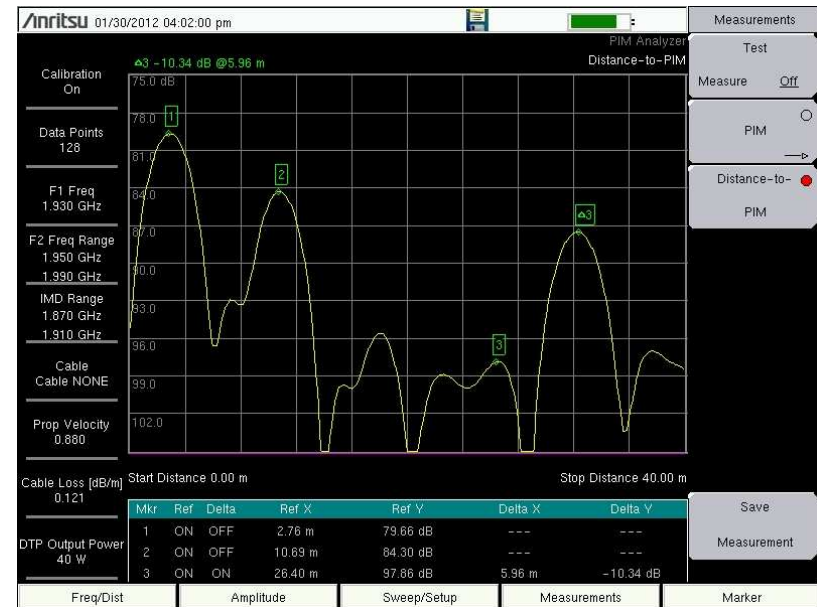 Anritsu 01/30/2012 04:02:00 pm
Measurements
PIM Analyzer
△3 -10.34 dB @5.96 m
Distance-to-PIM
Calibration
On
Data Points
128
F1 Freq
1.930 GHz
F2 Freq Range
1.950 GHz
1.990 GHz
IMD Range
1.870 GHz
1.910 GHz
Cable
Cable NONE
Prop Velocity
0.880
Cable Loss [dB/m]
0.121
DTP Output Power
40 W
75.0 dB
78.0
81.0
84.0
87.0
90.0
93.0
96.0
99.0
102.0
1
2
△3
3
Start Distance 0.00 m
Stop Distance 40.00 m
Mkr Ref Delta Ref X Ref Y Delta X Delta Y
1 ON OFF 2.76 m 79.66 dB --- ---
2 ON OFF 10.69 m 84.30 dB --- ---
3 ON ON 26.40 m 97.86 dB 5.96 m -10.34 dB
Test
Measure Off
PIM
Distance-to-
PIM
Save
Measurement
Freq/Dist
Amplitude
Sweep/Setup
Measurements
Marker